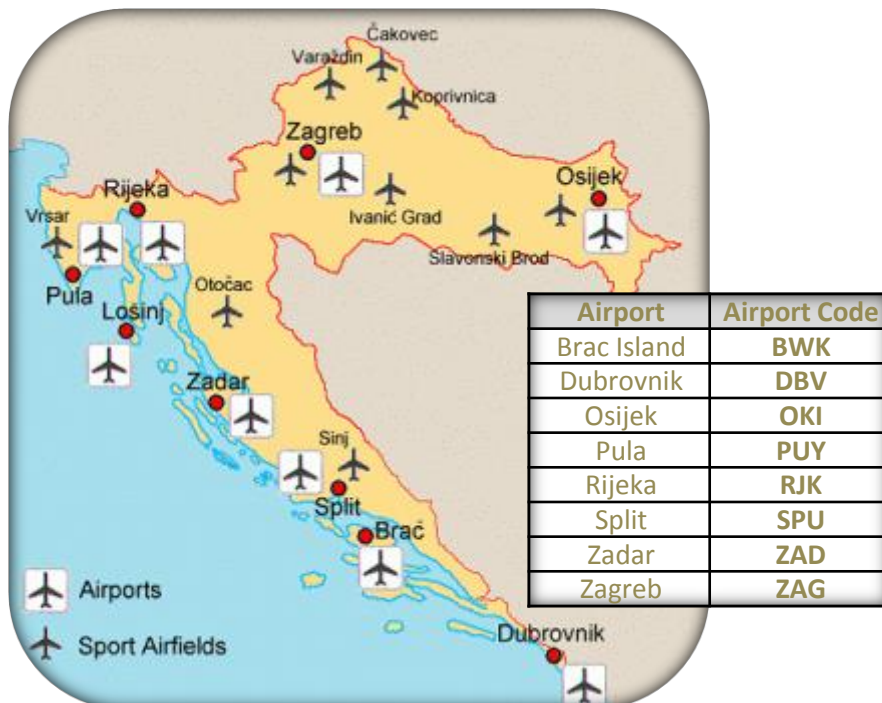 Čakovec
Varaždin
Koprivnica
Zagreb
Osijek
Rijeka
Ivanić Grad
Vrsar
Slavonski Brod
Pula
Otočac
Lošinj
Zadar
Sinj
Split
Brač
Airports
Sport Airfields
Dubrovnik
Airport Airport Code
Brac Island BWK
Dubrovnik DBV
Osijek OKI
Pula PUY
Rijeka RJK
Split SPU
Zadar ZAD
Zagreb ZAG